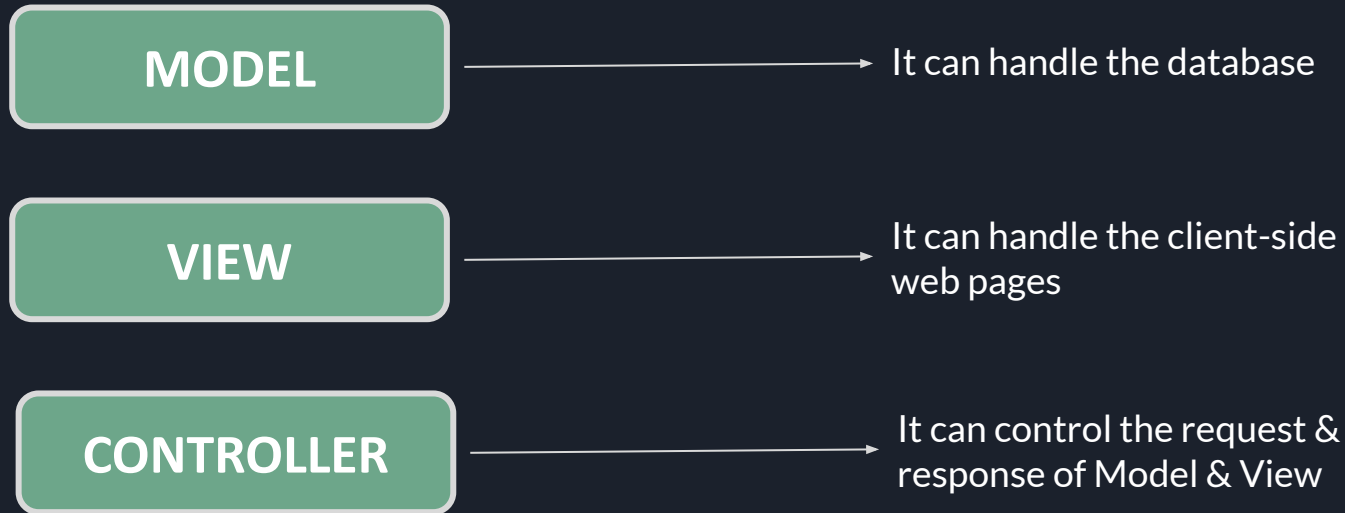 MODEL
It can handle the database
VIEW
It can handle the client-side
web pages
CONTROLLER
It can control the request &
response of Model & View